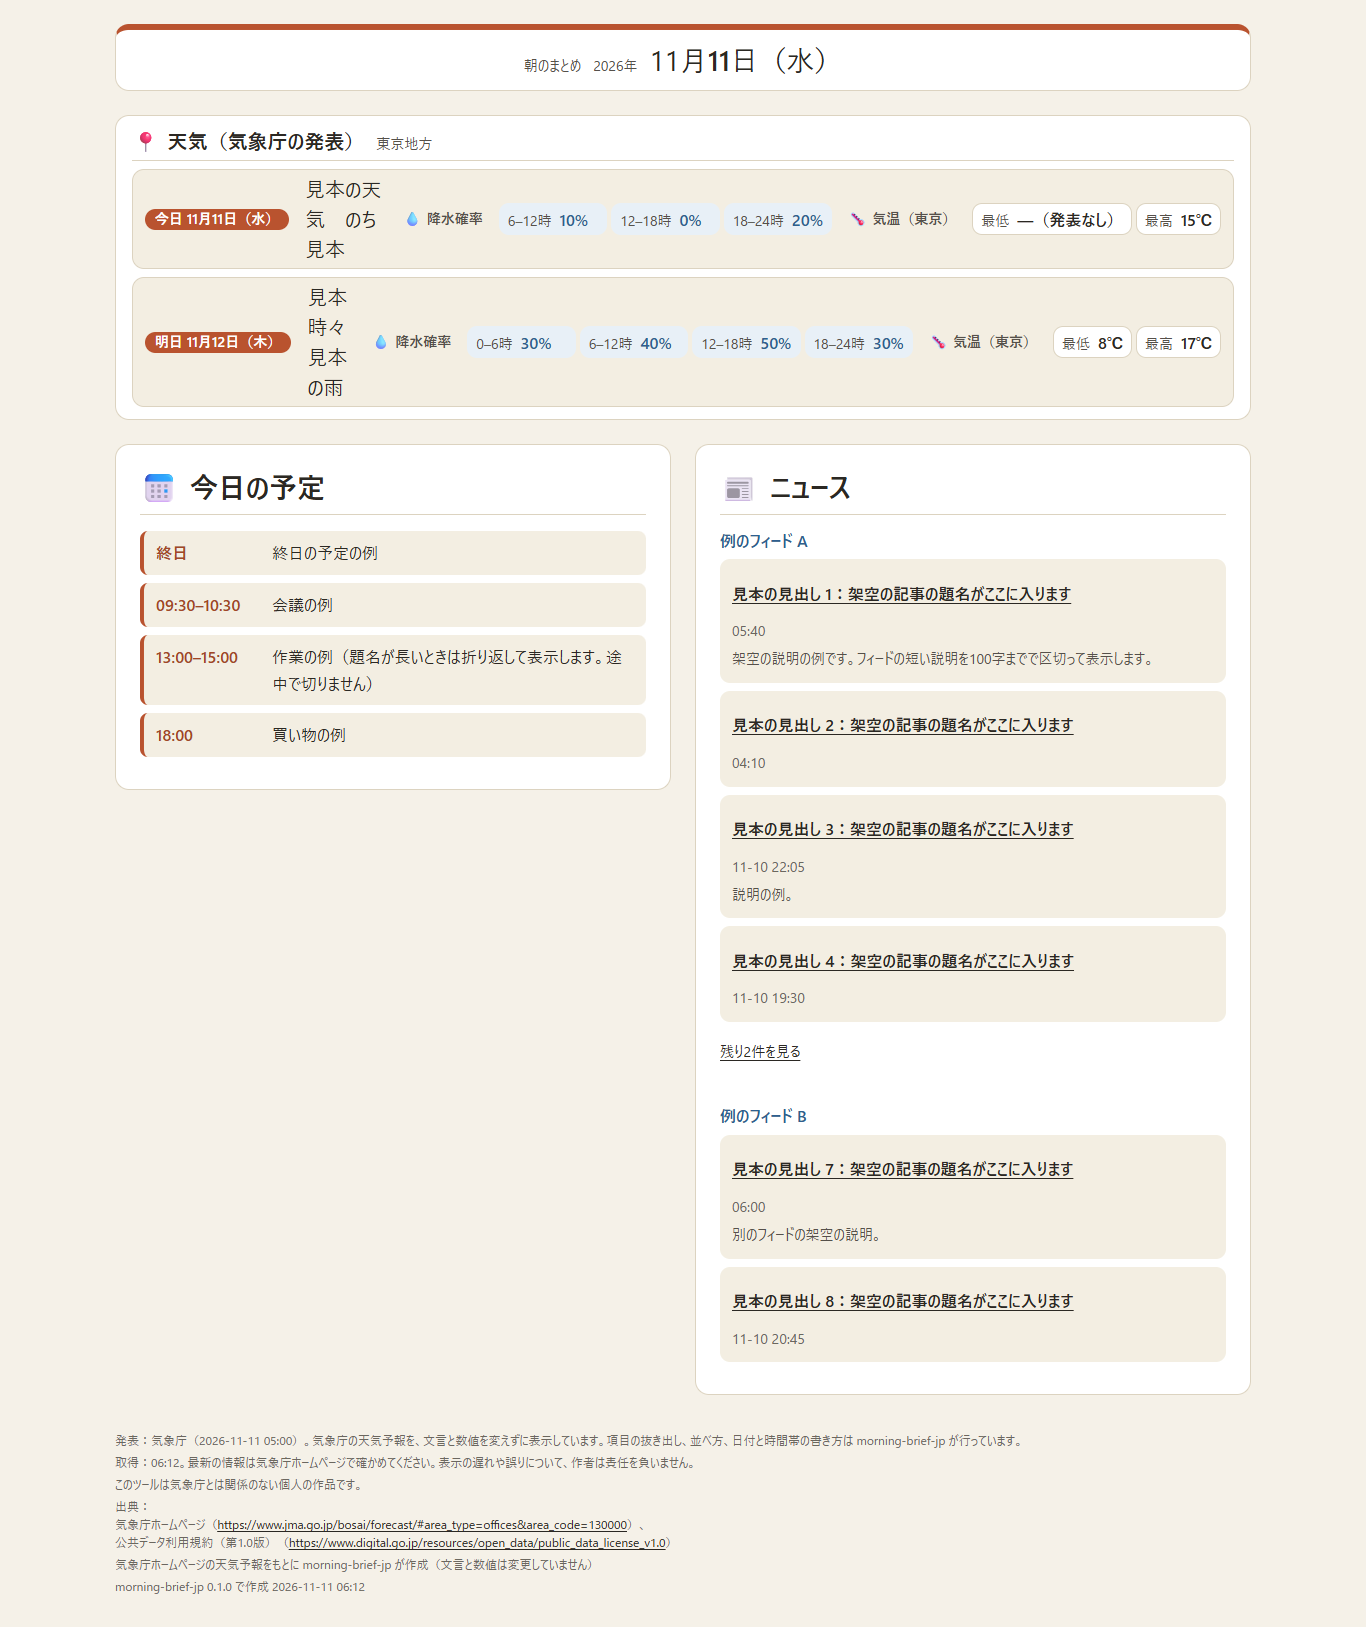 朝のまとめ 2026年 11月11日（水）
天気（気象庁の発表） 東京地方
今日 11月11日（水）
見本の天
気　のち
見本
降水確率 6–12時 10% 12–18時 0% 18–24時 20% 気温（東京） 最低 —（発表なし） 最高 15℃
明日 11月12日（木）
見本
時々
見本
の雨
降水確率 0–6時 30% 6–12時 40% 12–18時 50% 18–24時 30% 気温（東京） 最低 8℃ 最高 17℃
今日の予定
終日 終日の予定の例
09:30–10:30 会議の例
13:00–15:00 作業の例（題名が長いときは折り返して表示します。途
中で切りません）
18:00 買い物の例
ニュース
例のフィード A
見本の見出し 1：架空の記事の題名がここに入ります
05:40
架空の説明の例です。フィードの短い説明を100字までで区切って表示します。
見本の見出し 2：架空の記事の題名がここに入ります
04:10
見本の見出し 3：架空の記事の題名がここに入ります
11-10 22:05
説明の例。
見本の見出し 4：架空の記事の題名がここに入ります
11-10 19:30
残り2件を見る
例のフィード B
見本の見出し 7：架空の記事の題名がここに入ります
06:00
別のフィードの架空の説明。
見本の見出し 8：架空の記事の題名がここに入ります
11-10 20:45
発表：気象庁（2026-11-11 05:00）。気象庁の天気予報を、文言と数値を変えずに表示しています。項目の抜き出し、並べ方、日付と時間帯の書き方は morning-brief-jp が行っています。
取得：06:12。最新の情報は気象庁ホームページで確かめてください。表示の遅れや誤りについて、作者は責任を負いません。
このツールは気象庁とは関係のない個人の作品です。
出典：
気象庁ホームページ（https://www.jma.go.jp/bosai/forecast/#area_type=offices&area_code=130000）、
公共データ利用規約（第1.0版）（https://www.digital.go.jp/resources/open_data/public_data_license_v1.0）
気象庁ホームページの天気予報をもとに morning-brief-jp が作成（文言と数値は変更していません）
morning-brief-jp 0.1.0 で作成 2026-11-11 06:12